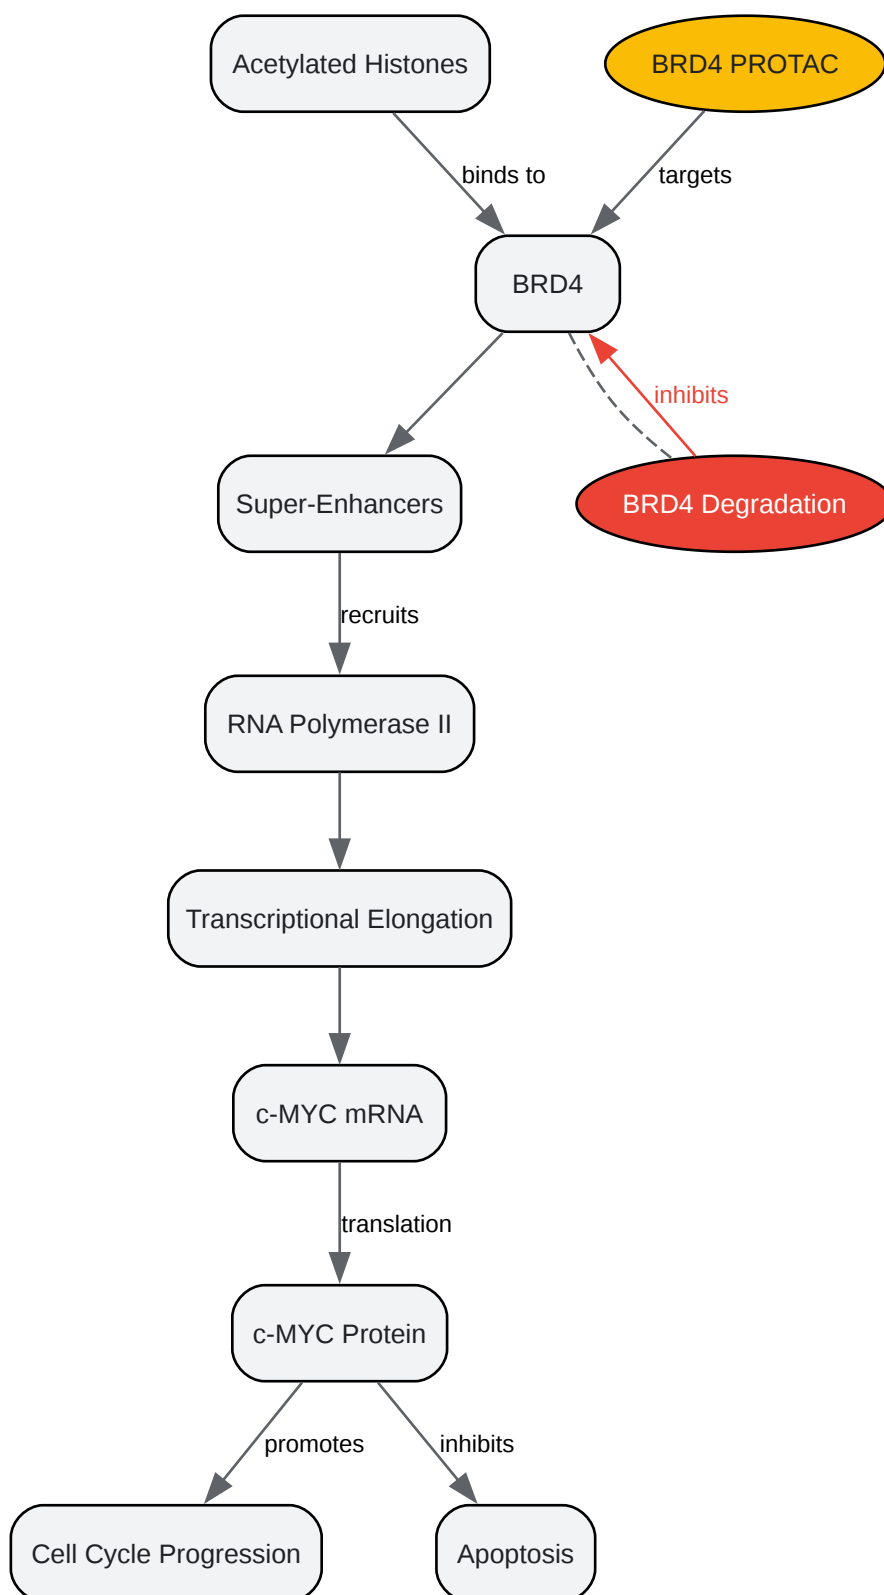 Acetylated Histones
BRD4 PROTAC
binds to
targets
BRD4
inhibits
Super-Enhancers
BRD4 Degradation
recruits
RNA Polymerase II
Transcriptional Elongation
c-MYC mRNA
translation
c-MYC Protein
promotes
inhibits
Cell Cycle Progression
Apoptosis